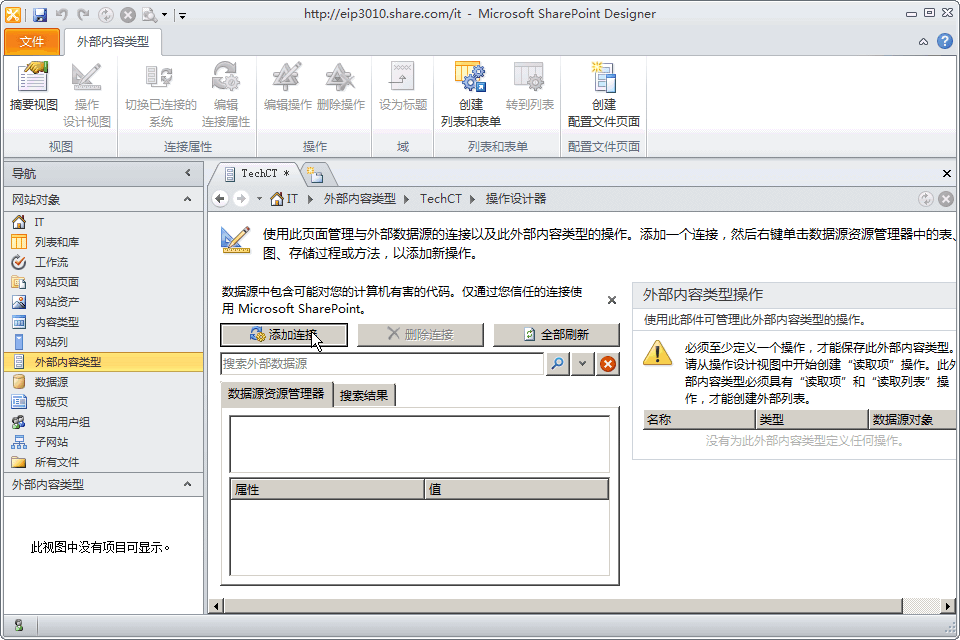 http://eip3010.share.com/it - Microsoft SharePoint Designer
文件
外部内容类型
摘要视图
操作
设计视图
切换已连接的
系统
编辑
连接属性
编辑操作
删除操作
设为标题
创建
列表和表单
转到列表
创建
配置文件页面
视图
连接属性
操作
域
列表和表单
配置文件页面
导航
网站对象
IT
列表和库
工作流
网站页面
网站资产
内容类型
网站列
外部内容类型
数据源
母版页
网站用户组
子网站
所有文件
外部内容类型
此视图中没有项目可显示。
TechCT *
IT
外部内容类型
TechCT
操作设计器
使用此页面管理与外部数据源的连接以及此外部内容类型的操作。添加一个连接，然后右键单击数据源资源管理器中的表、
图、存储过程或方法，以添加新操作。
数据源中包含可能对您的计算机有害的代码。仅通过您信任的连接使
用 Microsoft SharePoint。
添加连接
删除连接
全部刷新
搜索外部数据源
数据源资源管理器
搜索结果
属性
值
外部内容类型操作
使用此部件可管理此外部内容类型的操作。
必须至少定义一个操作，才能保存此外部内容类型。
请从操作设计视图中开始创建“读取项”操作。此外
部内容类型必须具有“读取项”和“读取列表”操
作，才能创建外部列表。
名称
类型
数据源对象
没有为此外部内容类型定义任何操作。